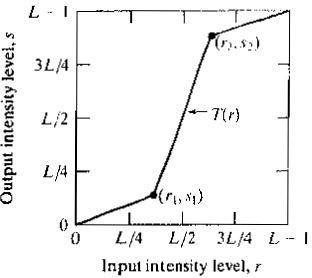 L - 1
(r₂, s₂)
3L/4
Output intensity level, s
L/2
T(r)
L/4
(r₁, s₁)
0
0 L/4 L/2 3L/4 L - 1
Input intensity level, r